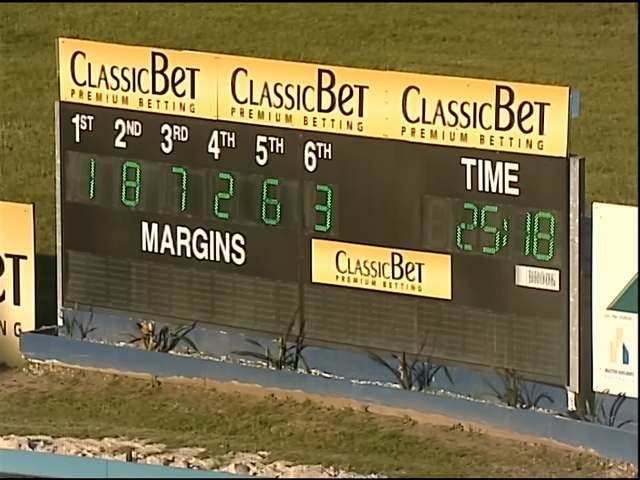 CLASSICBET CLASSICBET CLASSICBET
PREMIUM BETTING PREMIUM BETTING PREMIUM BETTING
1ST 2ND 3RD 4TH 5TH 6TH TIME
1 8 7 2 6 3 25:18
MARGINS
CLASSICBET
PREMIUM BETTING
T
NG